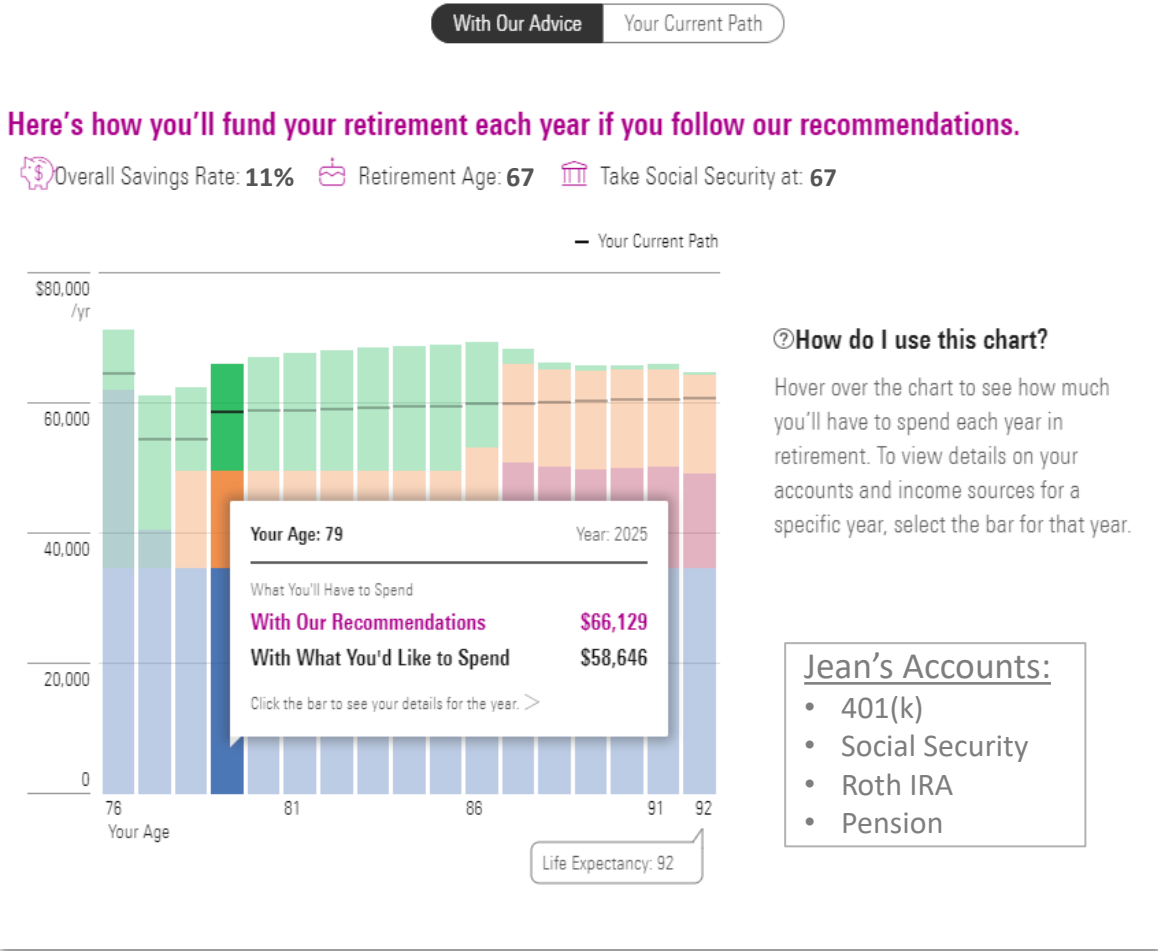 With Our Advice
Your Current Path
Here's how you'll fund your retirement each year if you follow our recommendations.
Overall Savings Rate: 11% Retirement Age: 67 Take Social Security at: 67
Your Current Path
$80,000
/yr
60,000
40,000
20,000
0
76
81
86
91
92
Your Age
Life Expectancy: 92
Your Age: 79
Year: 2025
What You'll Have to Spend
With Our Recommendations $66,129
With What You'd Like to Spend $58,646
Click the bar to see your details for the year. >
?How do I use this chart?
Hover over the chart to see how much
you'll have to spend each year in
retirement. To view details on your
accounts and income sources for a
specific year, select the bar for that year.
Jean's Accounts:
• 401(k)
• Social Security
• Roth IRA
• Pension